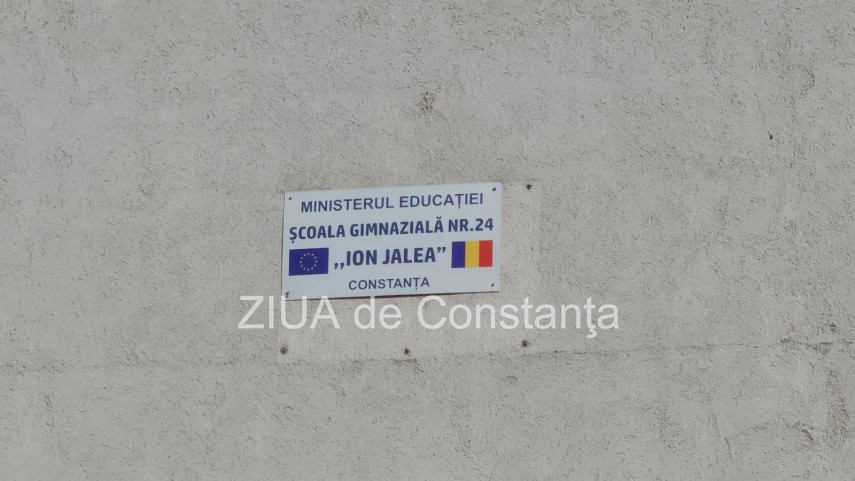 MINISTERUL EDUCAȚIEI
ȘCOALA GIMNAZIALĂ NR.24
,,ION JALEA”
CONSTANȚA
ZIUA de Constanţa